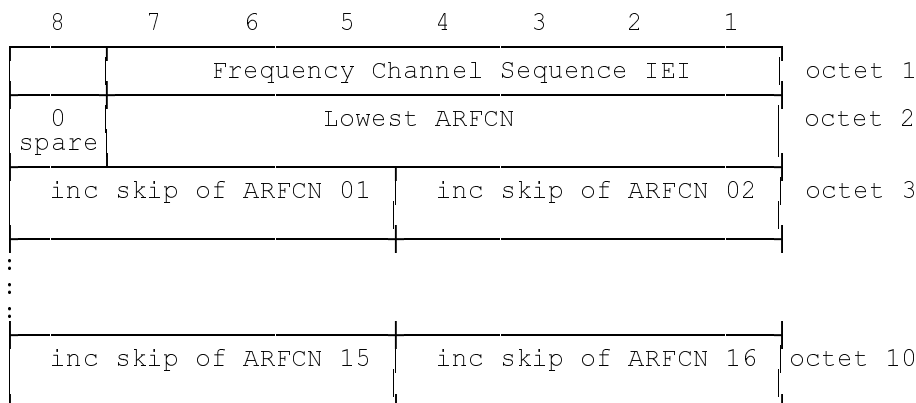 8 7 6 5 4 3 2 1
Frequency Channel Sequence IEI octet 1
0 Lowest ARFCN octet 2
spare
inc skip of ARFCN 01 inc skip of ARFCN 02 octet 3
inc skip of ARFCN 15 inc skip of ARFCN 16 octet 10